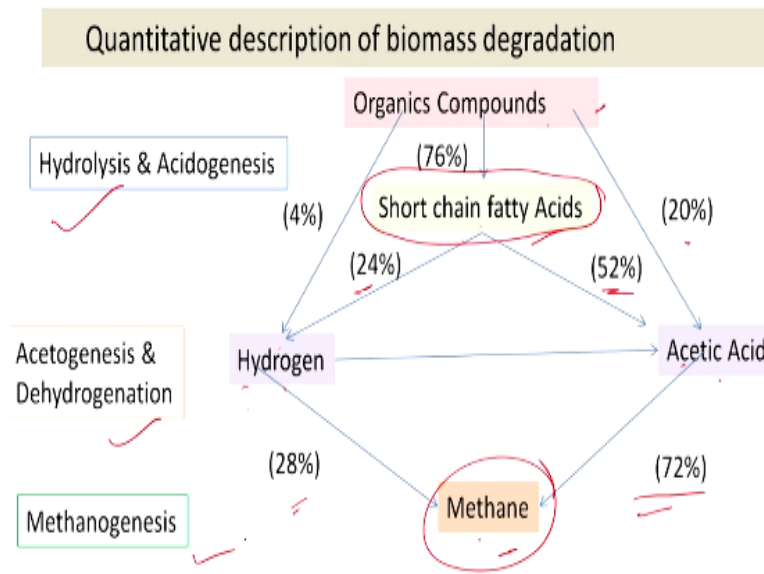 Quantitative description of biomass degradation
Organics Compounds
Hydrolysis & Acidogenesis
(76%)
Short chain fatty Acids
(4%)
(20%)
(24%)
(52%)
Acetogenesis &
Dehydrogenation
Hydrogen
Acetic Acid
(28%)
(72%)
Methanogenesis
Methane